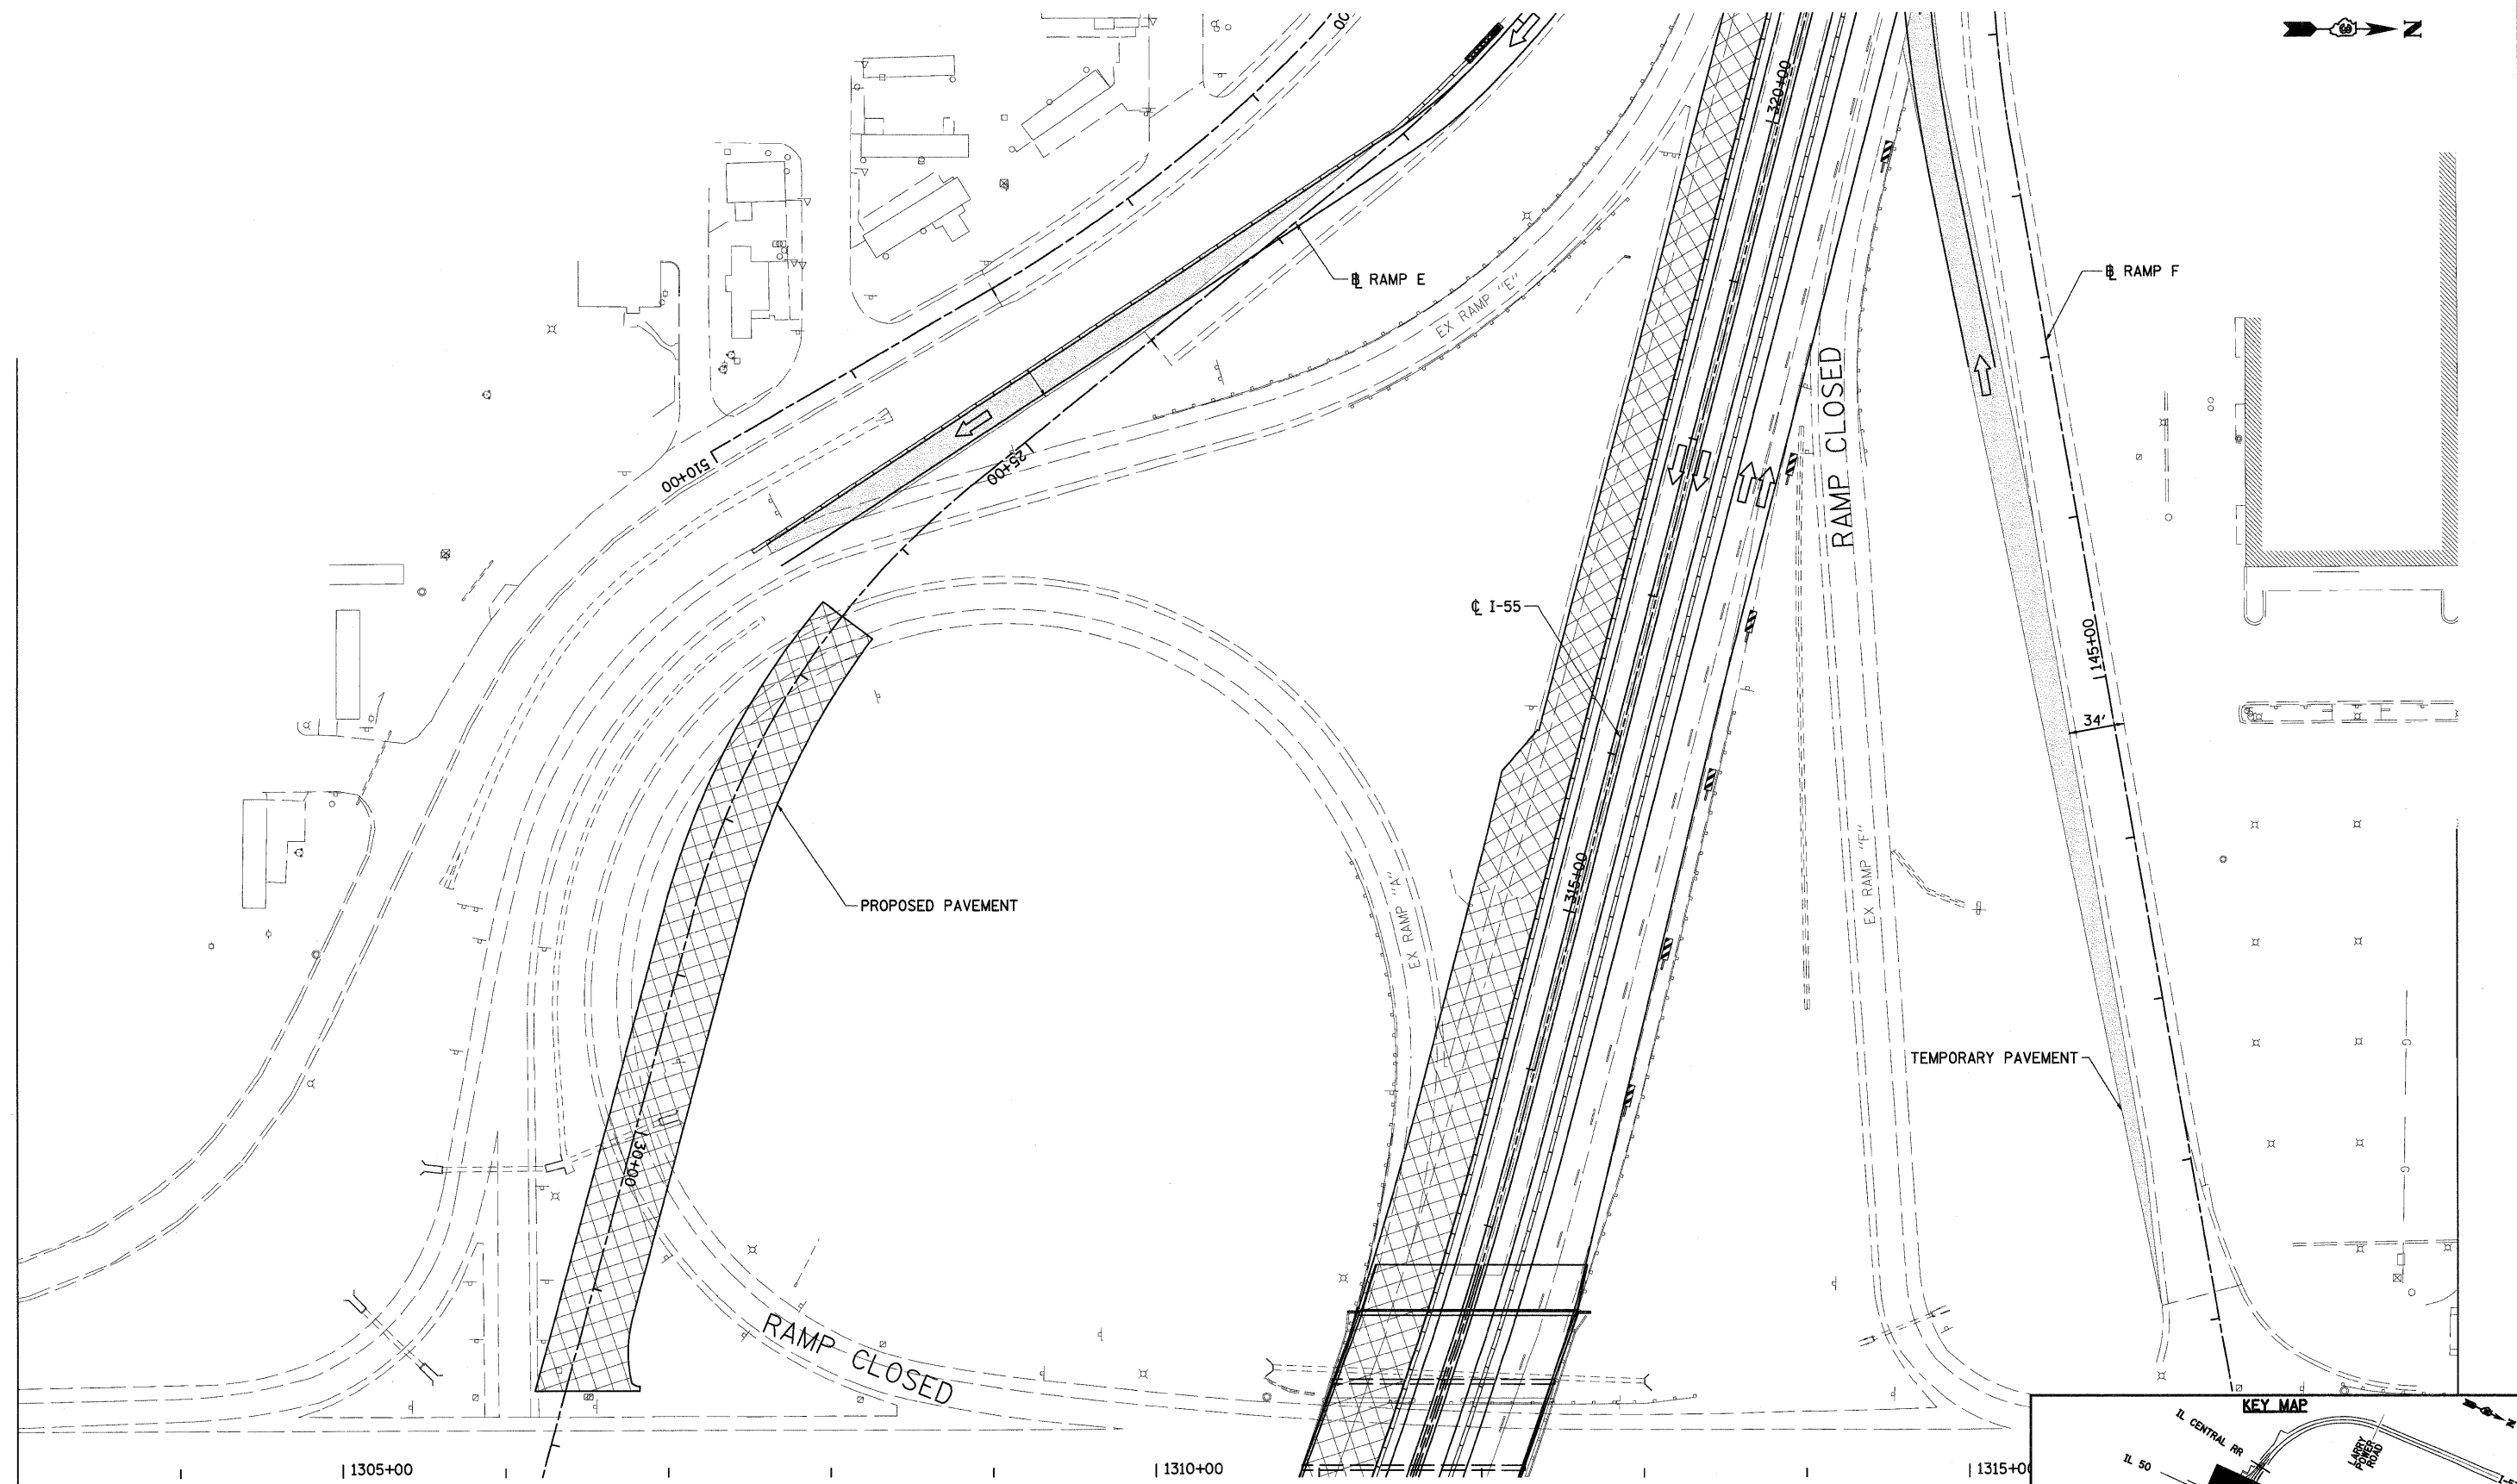 N
320+00
℄ RAMP E
℄ RAMP F
EX RAMP "E"
RAMP CLOSED
510+00
25+00
℄ I-55
145+00
34'
315+00
PROPOSED PAVEMENT
EX RAMP "A"
EX RAMP "F"
TEMPORARY PAVEMENT
G
30+00
G
RAMP CLOSED
KEY MAP
N
IL CENTRAL RR
LARRY
POWER
ROAD
IL 50
1305+00
1310+00
1315+0